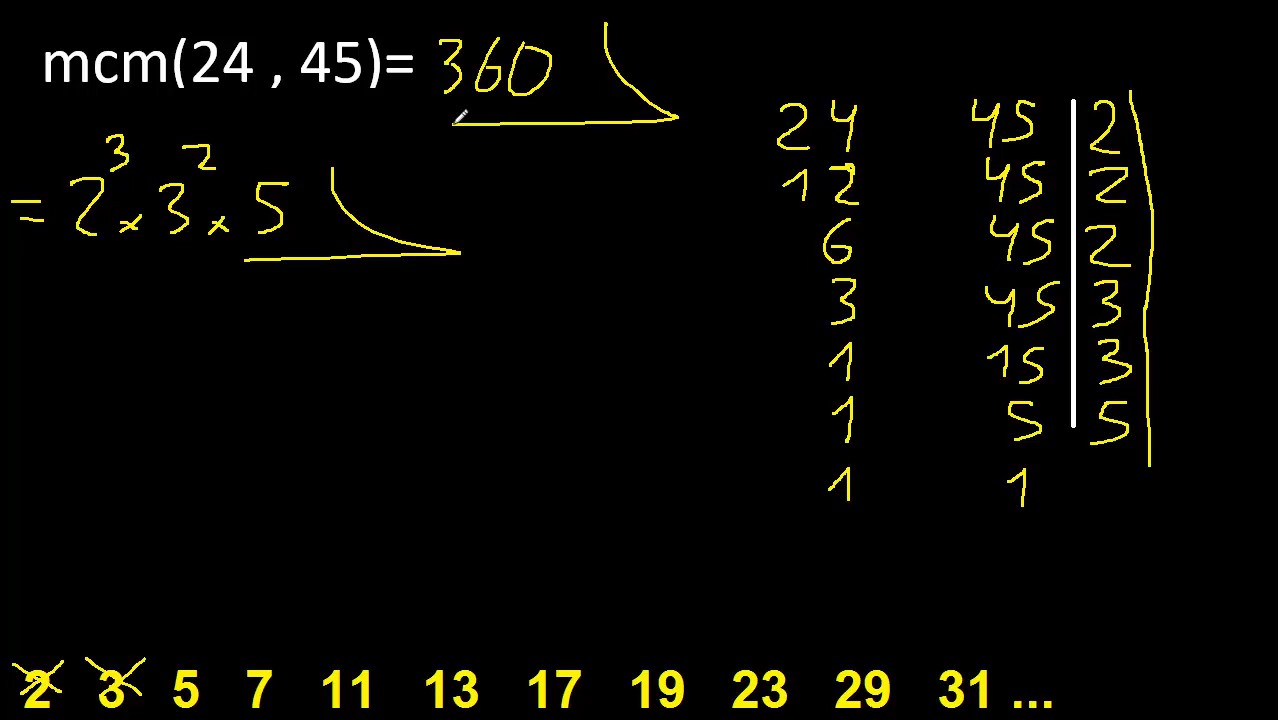 mcm(24 , 45)= 360
= 2³ x 3² x 5
24 45 2
12 45 2
6 45 2
3 45 3
1 15 3
1 5 5
1 1
2 3 5 7 11 13 17 19 23 29 31 ...